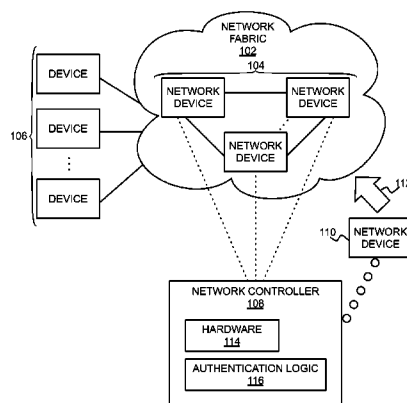 NETWORK
FABRIC
102
104
DEVICE
NETWORK
DEVICE
NETWORK
DEVICE
106
DEVICE
NETWORK
DEVICE
DEVICE
110
NETWORK
DEVICE
NETWORK CONTROLLER
108
HARDWARE
114
AUTHENTICATION LOGIC
116